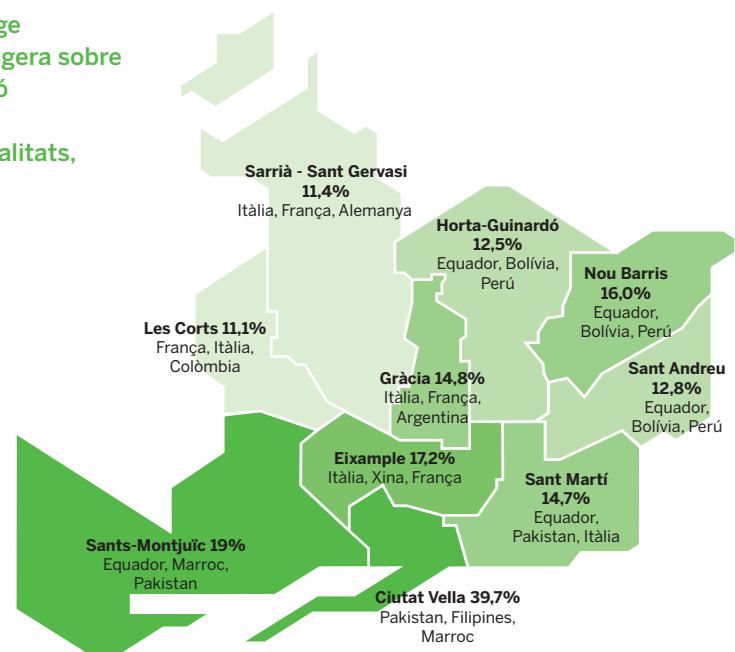 gera sobre
alitats,
Sarrià - Sant Gervasi
11,4%
Itàlia, França, Alemanya
Horta-Guinardó
12,5%
Equador, Bolívia,
Perú
Nou Barris
16,0%
Equador,
Bolívia, Perú
Les Corts 11,1%
França, Itàlia,
Colòmbia
Gràcia 14,8%
Itàlia, França,
Argentina
Sant Andreu
12,8%
Equador,
Bolívia, Perú
Eixample 17,2%
Itàlia, Xina, França
Sant Martí
14,7%
Equador,
Pakistan, Itàlia
Sants-Montjuïc 19%
Equador, Marroc,
Pakistan
Ciutat Vella 39,7%
Pakistan, Filipines,
Marroc